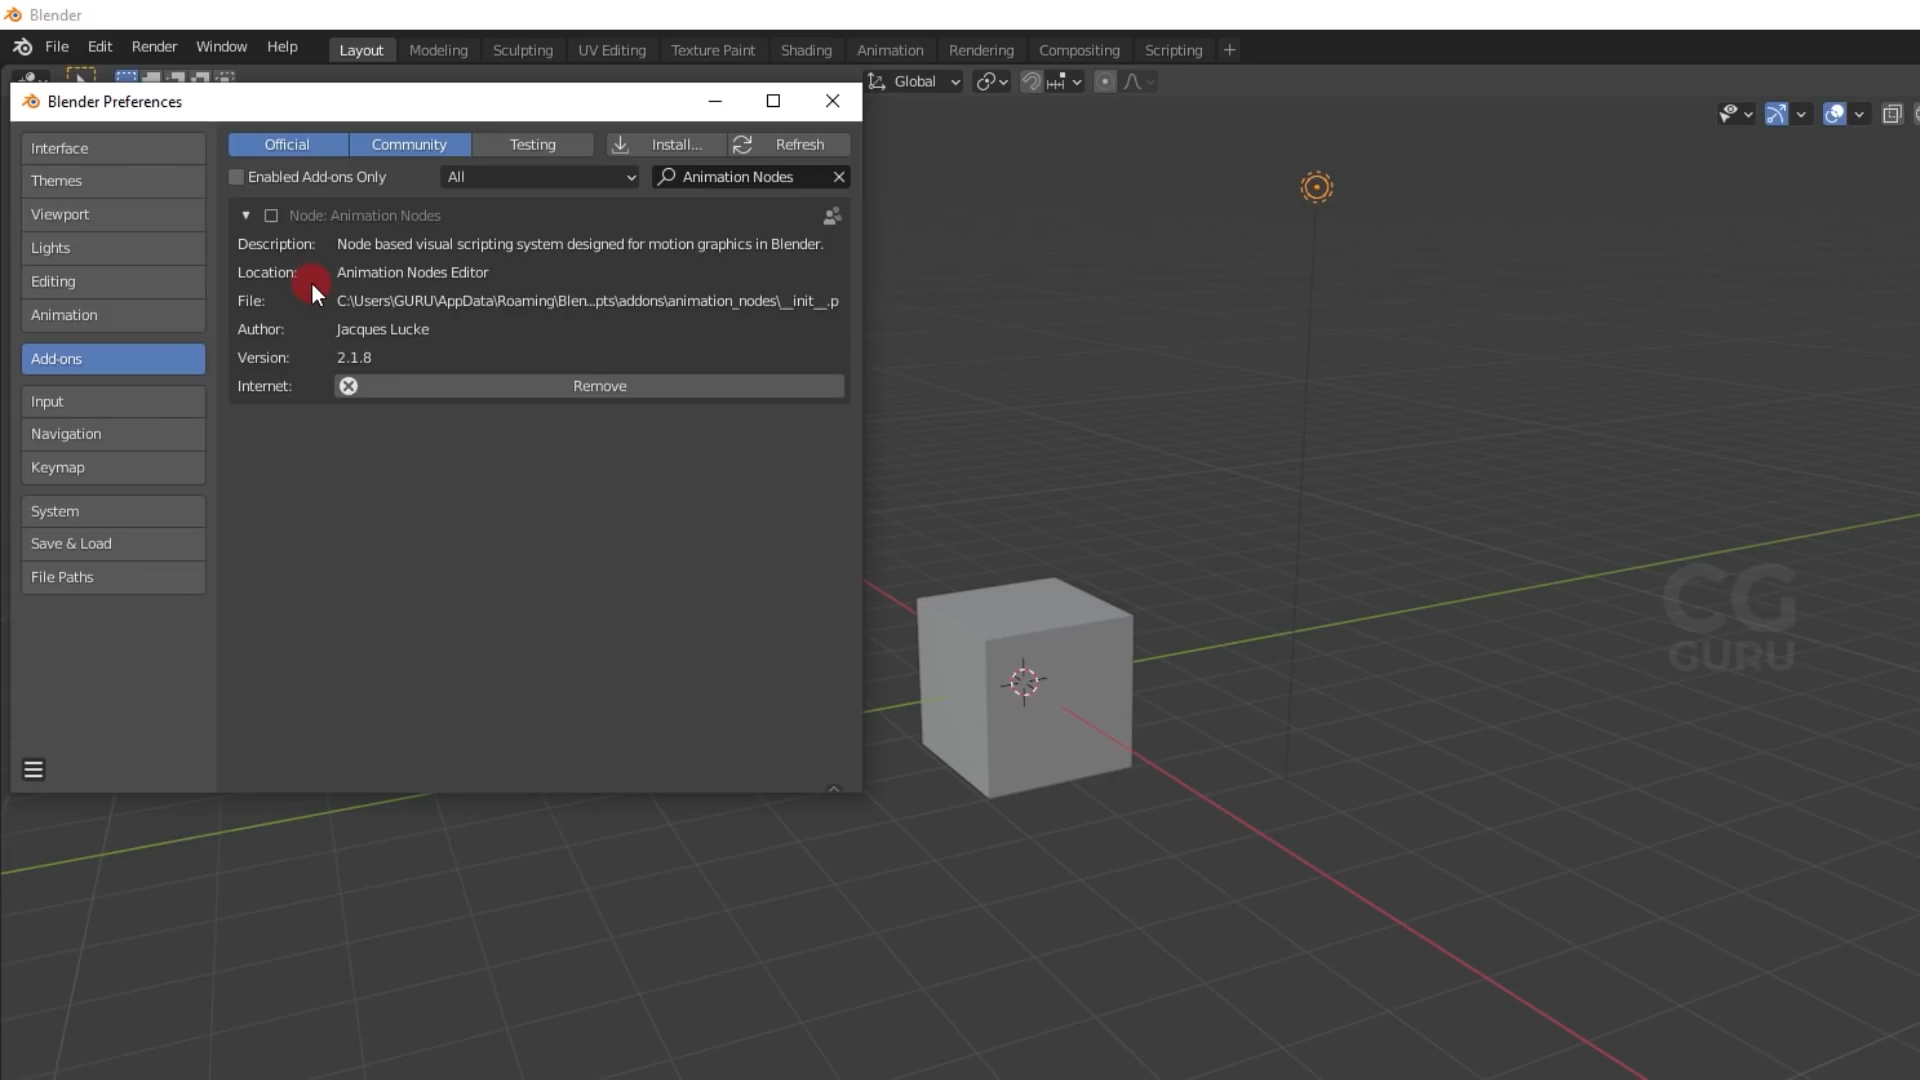 Blender
File Edit Render Window Help Layout Modeling Sculpting UV Editing Texture Paint Shading Animation Rendering Compositing Scripting +
Global
Blender Preferences
Official Community Testing Install... Refresh
Enabled Add-ons Only All Animation Nodes
Node: Animation Nodes
Description: Node based visual scripting system designed for motion graphics in Blender.
Location: Animation Nodes Editor
File: C:\Users\GURU\AppData\Roaming\Blen...pts\addons\animation_nodes\__init__.p
Author: Jacques Lucke
Version: 2.1.8
Internet: Remove
Interface
Themes
Viewport
Lights
Editing
Animation
Add-ons
Input
Navigation
Keymap
System
Save & Load
File Paths
CG
GURU